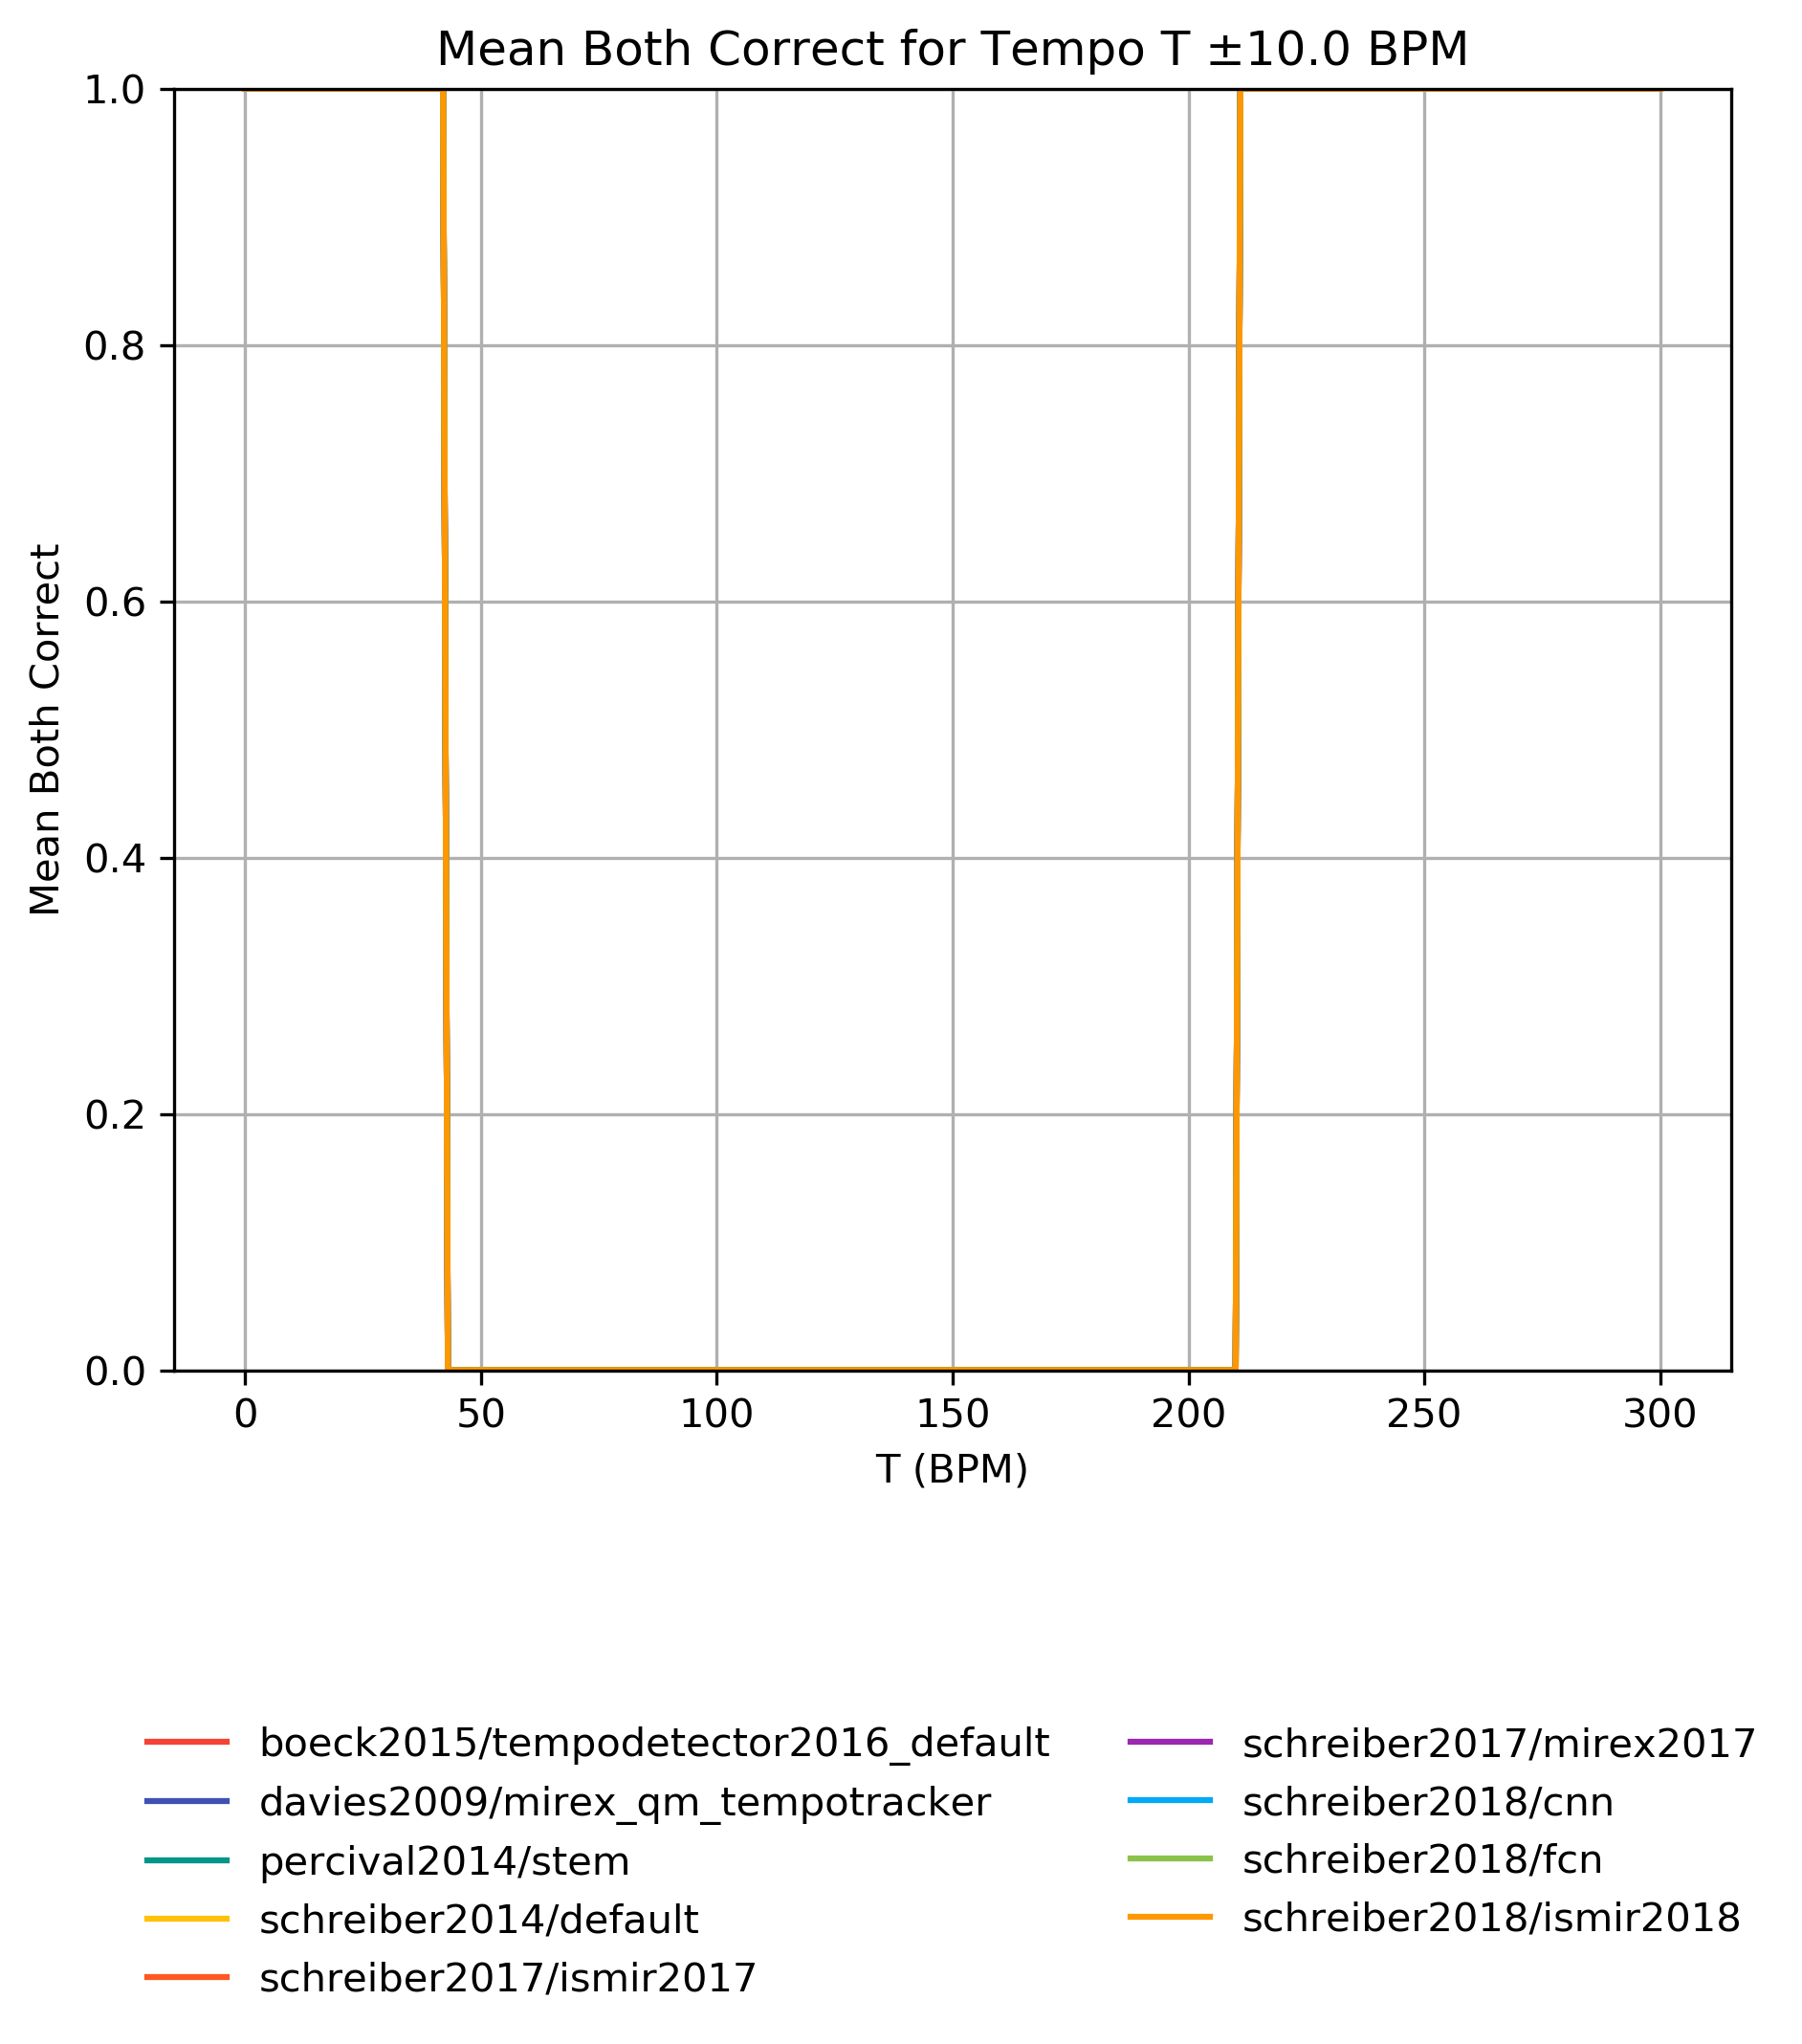 Mean Both Correct for Tempo T ±10.0 BPM
1.0
0.8
0.6
0.4
0.2
0.0
Mean Both Correct
0 50 100 150 200 250 300
T (BPM)
boeck2015/tempodetector2016_default
davies2009/mirex_qm_tempotracker
percival2014/stem
schreiber2014/default
schreiber2017/ismir2017
schreiber2017/mirex2017
schreiber2018/cnn
schreiber2018/fcn
schreiber2018/ismir2018